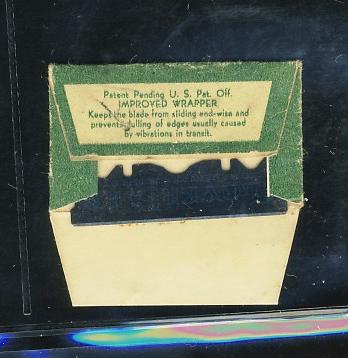 Patent Pending U. S. Pat. Off.
IMPROVED WRAPPER
Keeps the blade from sliding end-wise and
prevents dulling of edges usually caused
by vibrations in transit.